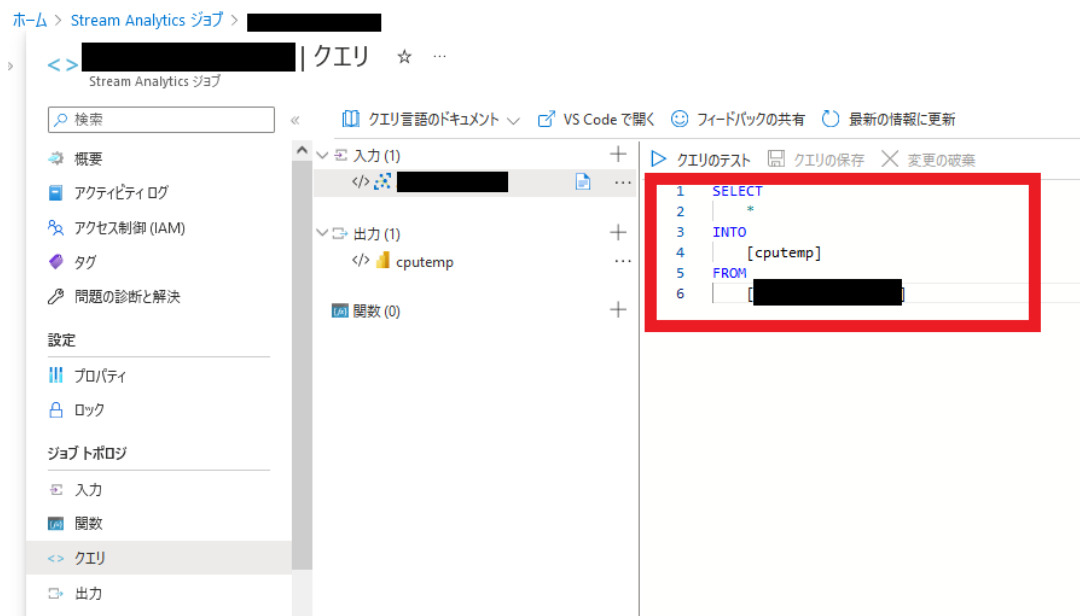 ホーム > Stream Analytics ジョブ >
| クエリ ☆ …
Stream Analytics ジョブ
検索
«
概要
アクティビティ ログ
アクセス制御 (IAM)
タグ
問題の診断と解決
設定
プロパティ
ロック
ジョブ トポロジ
入力
関数
クエリ
出力
クエリ言語のドキュメント
VS Code で開く
フィードバックの共有
最新の情報に更新
入力 (1)
出力 (1)
cputemp
関数 (0)
クエリのテスト
クエリの保存
変更の破棄
1 SELECT
2 *
3 INTO
4 [cputemp]
5 FROM
6 [ ]